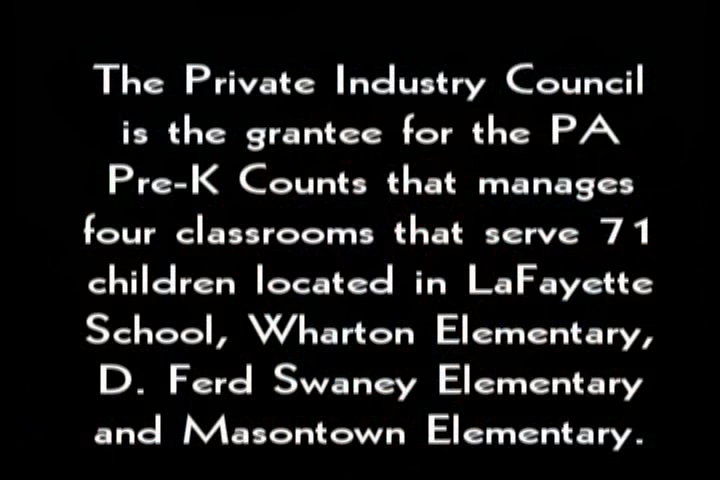 The Private Industry Council
is the grantee for the PA
Pre-K Counts that manages
four classrooms that serve 71
children located in LaFayette
School, Wharton Elementary,
D. Ferd Swaney Elementary
and Masontown Elementary.